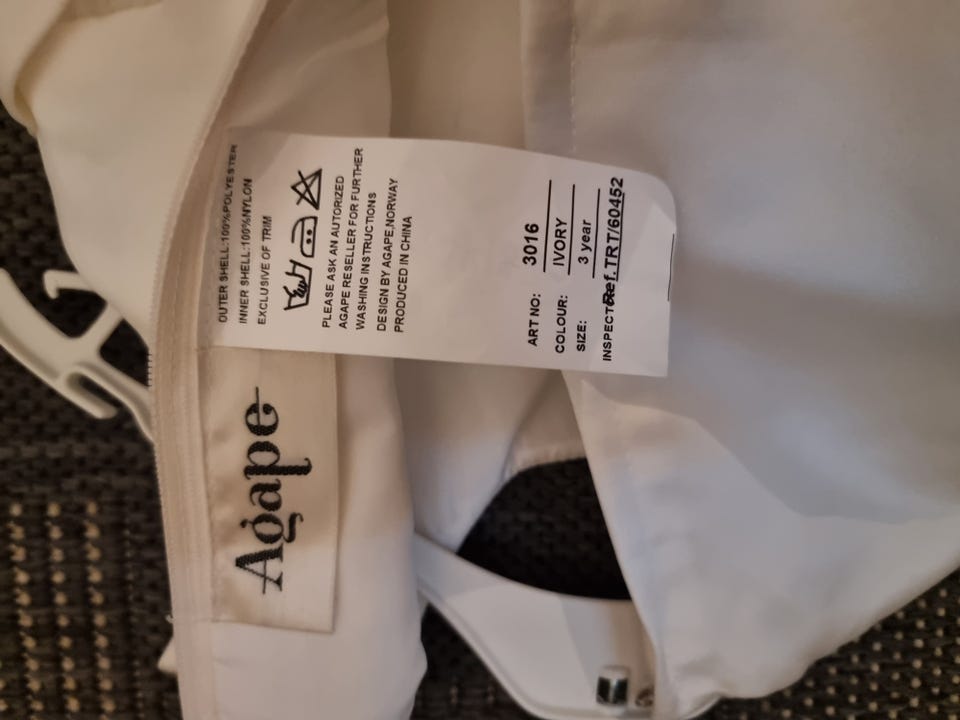 OUTER SHELL:100%POLYESTER
INNER SHELL:100%NYLON
EXCLUSIVE OF TRIM
PLEASE ASK AN AUTORIZED
AGAPE RESELLER FOR FURTHER
WASHING INSTRUCTIONS
DESIGN BY AGAPE,NORWAY
PRODUCED IN CHINA
ART NO: 3016
COLOUR: IVORY
SIZE: 3 year
Ref.TRT/60452
Agape